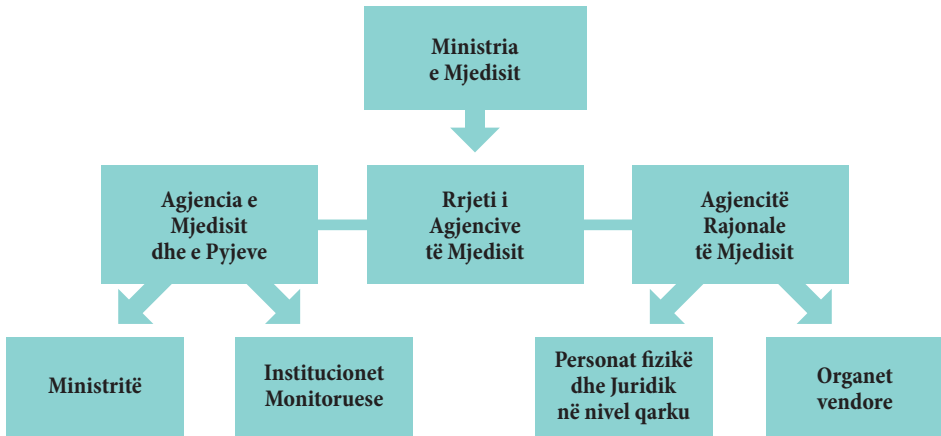 Ministria
e Mjedisit
Agjencia e
Mjedisit
dhe e Pyjeve
Rrjeti i
Agjencive
të Mjedisit
Agjencitë
Rajonale
të Mjedisit
Ministritë
Institucionet
Monitoruese
Personat fizikë
dhe Juridik
në nivel qarku
Organet
vendore